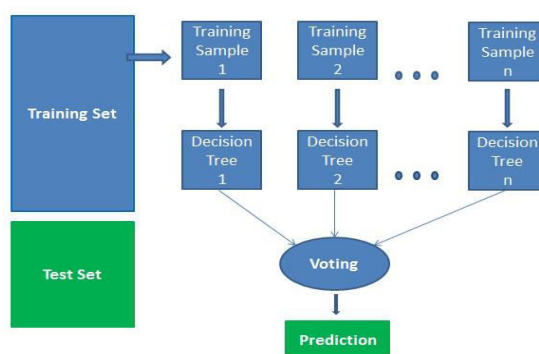 Training Set
Training
Sample
1
Training
Sample
2
Training
Sample
n
Decision
Tree
1
Decision
Tree
2
Decision
Tree
n
Test Set
Voting
Prediction